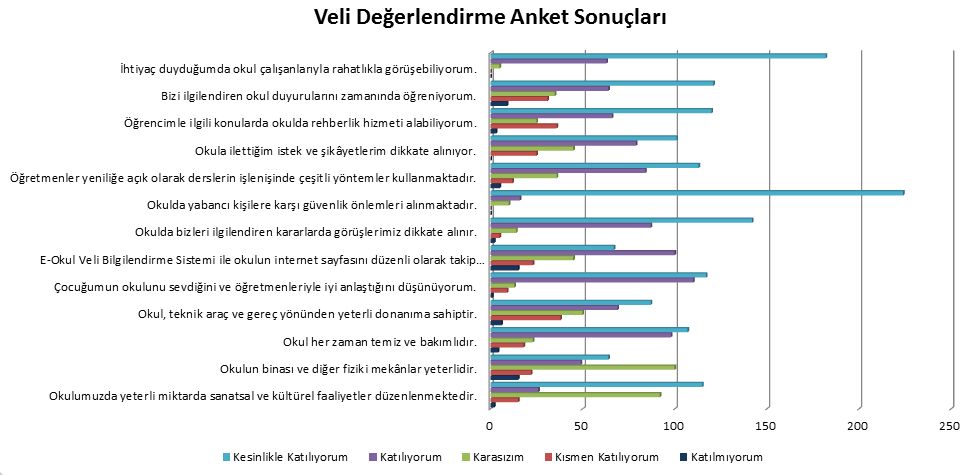 Veli Değerlendirme Anket Sonuçları
İhtiyaç duyduğumda okul çalışanlarıyla rahatlıkla görüşebiliyorum.
Bizi ilgilendiren okul duyurularını zamanında öğreniyorum.
Öğrencimle ilgili konularda okulda rehberlik hizmeti alabiliyorum.
Okula ilettiğim istek ve şikâyetlerim dikkate alınıyor.
Öğretmenler yeniliğe açık olarak derslerin işlenişinde çeşitli yöntemler kullanmaktadır.
Okulda yabancı kişilere karşı güvenlik önlemleri alınmaktadır.
Okulda bizleri ilgilendiren kararlarda görüşlerimiz dikkate alınır.
E-Okul Veli Bilgilendirme Sistemi ile okulun internet sayfasını düzenli olarak takip...
Çocuğumun okulunu sevdiğini ve öğretmenleriyle iyi anlaştığını düşünüyorum.
Okul, teknik araç ve gereç yönünden yeterli donanıma sahiptir.
Okul her zaman temiz ve bakımlıdır.
Okulun binası ve diğer fiziki mekânlar yeterlidir.
Okulumuzda yeterli miktarda sanatsal ve kültürel faaliyetler düzenlenmektedir.
0 50 100 150 200 250
Kesinlikle Katılıyorum Katılıyorum Karasızım Kısmen Katılıyorum Katılmıyorum